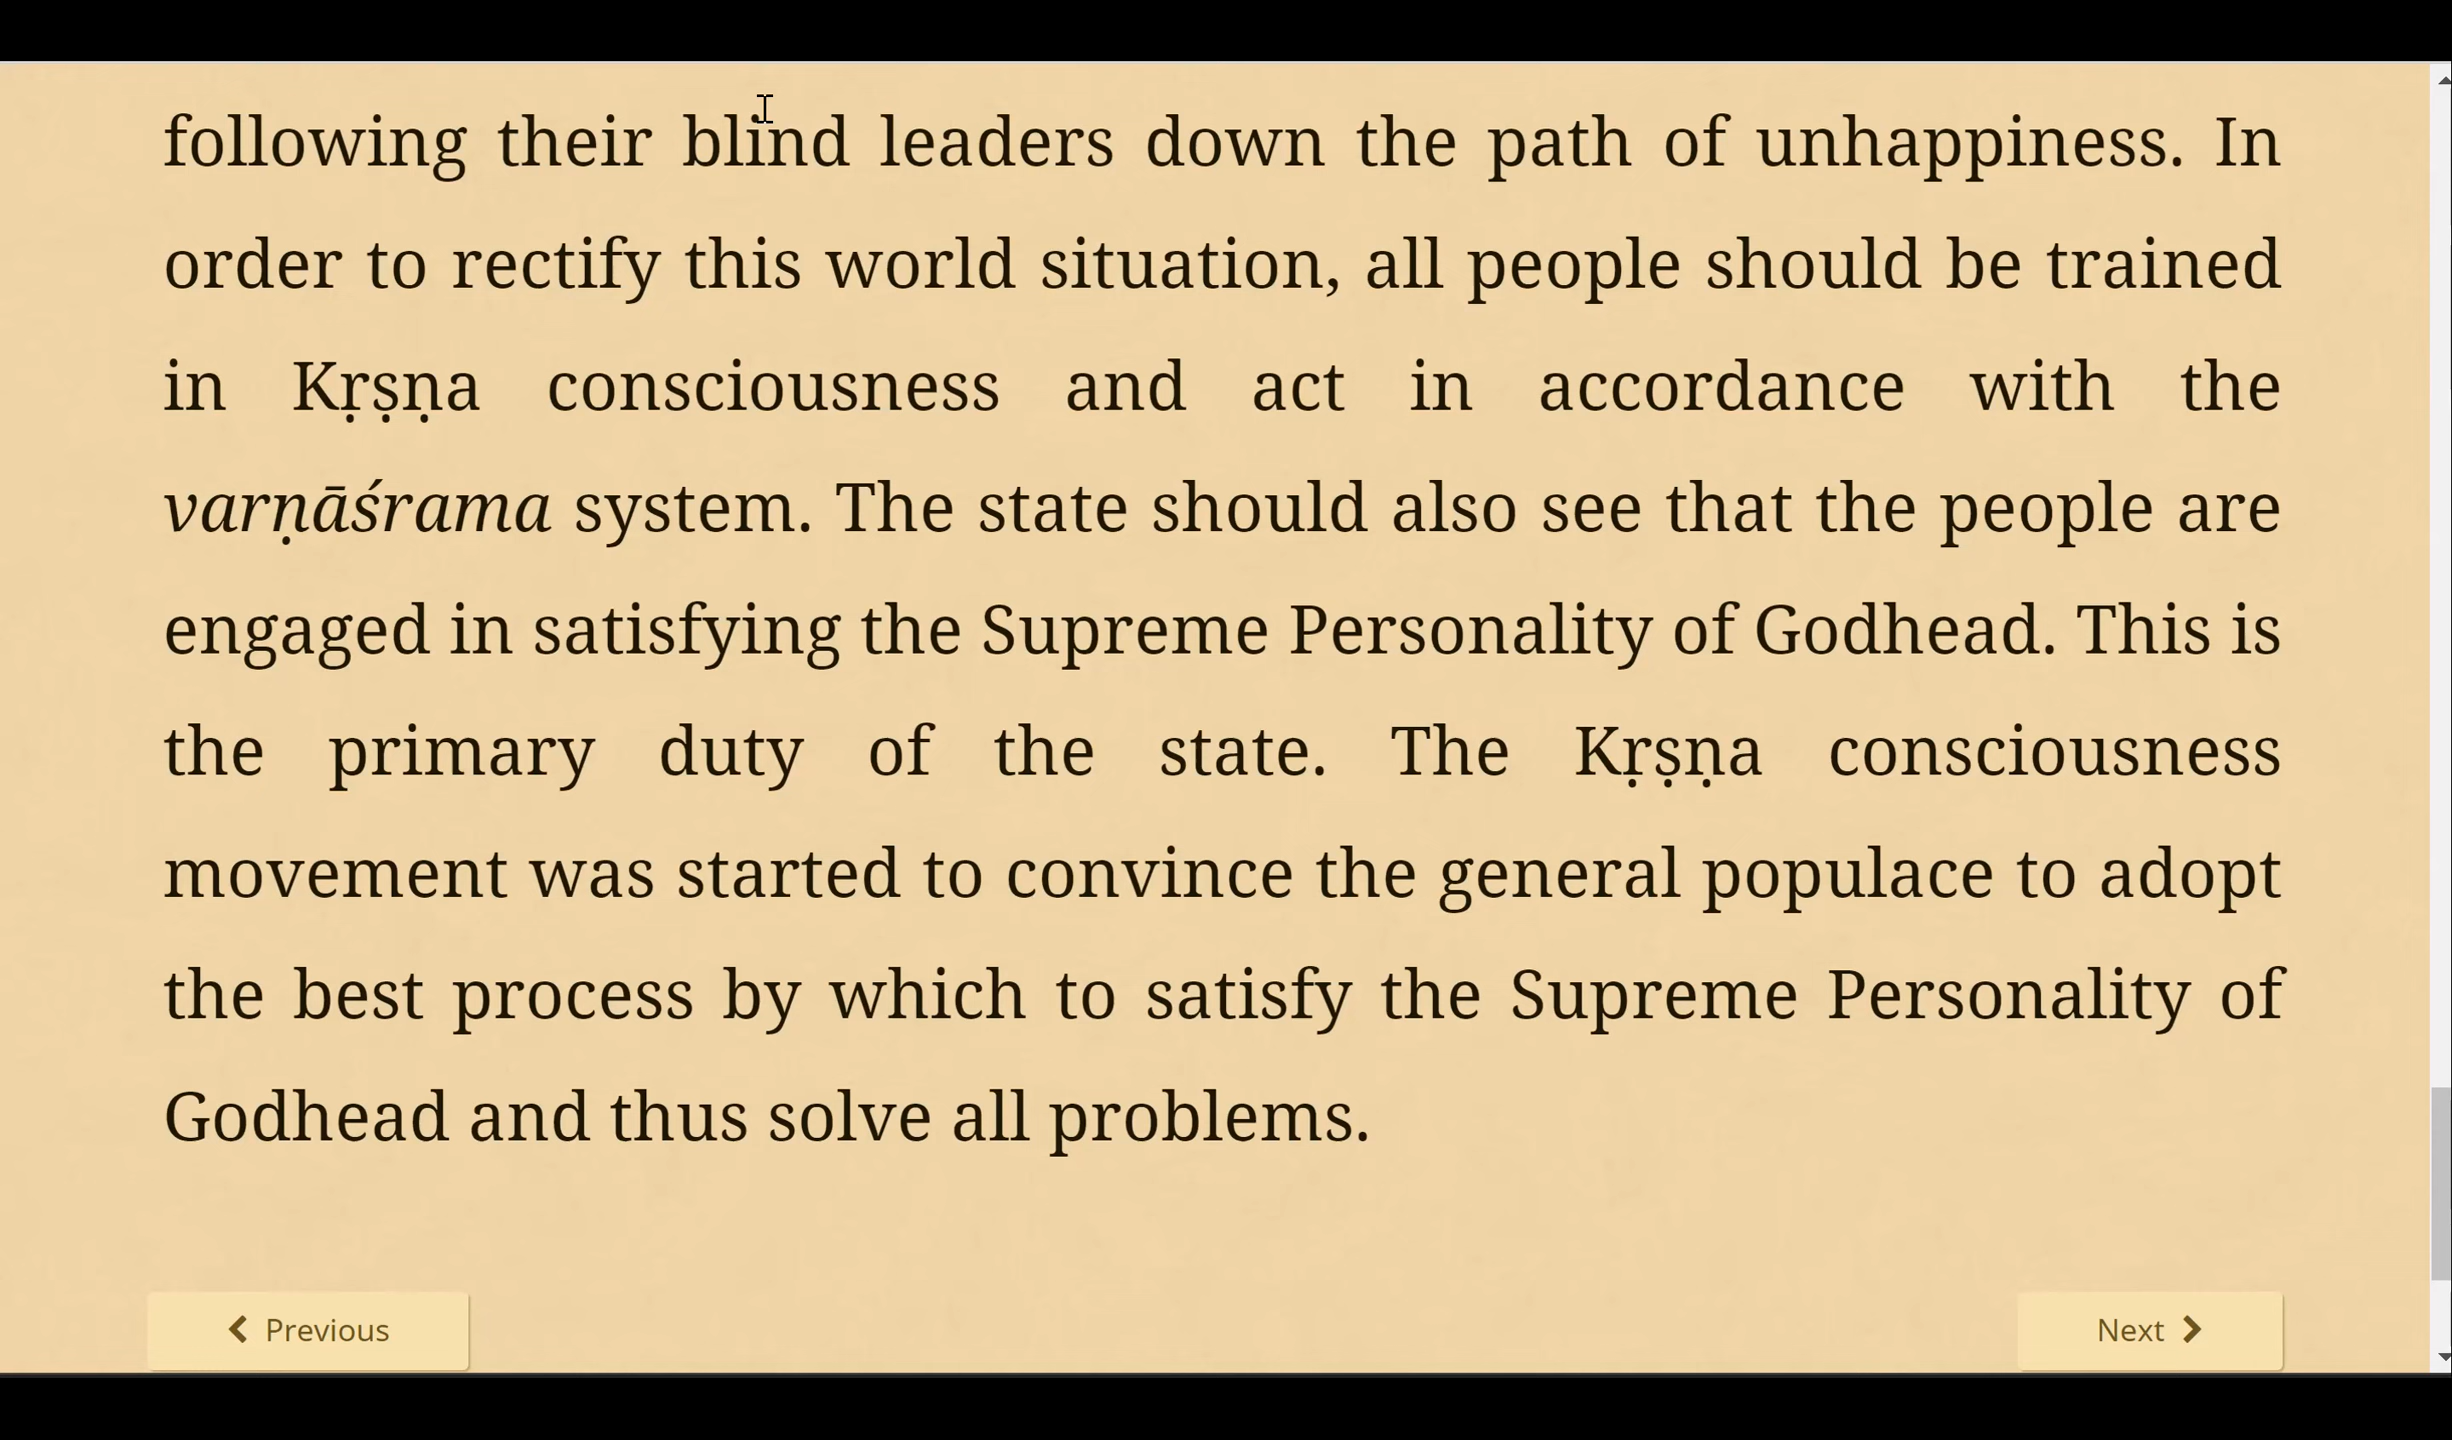 following their blind leaders down the path of unhappiness. In
order to rectify this world situation, all people should be trained
in Kṛṣṇa consciousness and act in accordance with the
varṇāśrama system. The state should also see that the people are
engaged in satisfying the Supreme Personality of Godhead. This is
the primary duty of the state. The Kṛṣṇa consciousness
movement was started to convince the general populace to adopt
the best process by which to satisfy the Supreme Personality of
Godhead and thus solve all problems.
Previous
Next